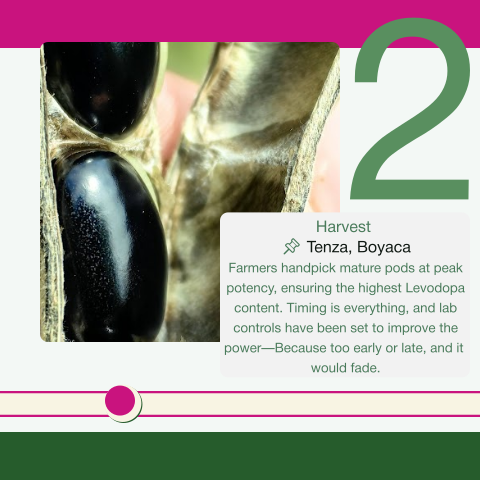 2
Harvest
Tenza, Boyaca
Farmers handpick mature pods at peak
potency, ensuring the highest Levodopa
content. Timing is everything, and lab
controls have been set to improve the
power—Because too early or late, and it
would fade.